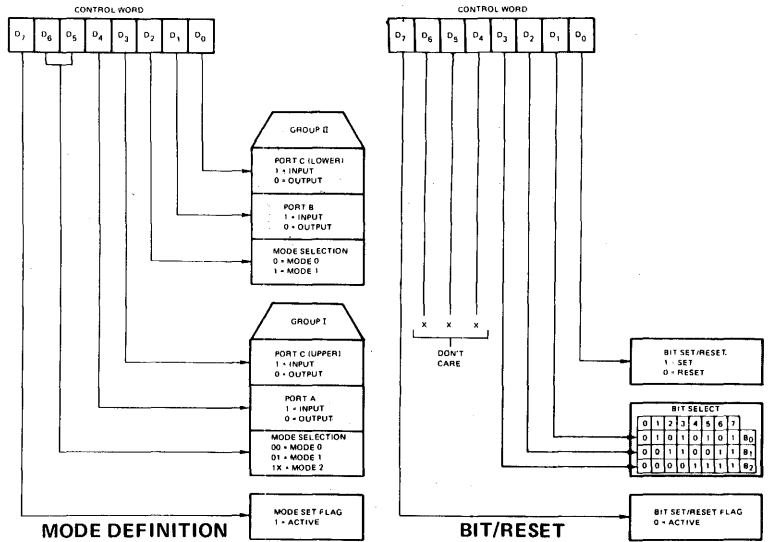 CONTROL WORD
D7 D6 D5 D4 D3 D2 D1 D0
GROUP II
PORT C (LOWER)
1 = INPUT
0 = OUTPUT
PORT B
1 = INPUT
0 = OUTPUT
MODE SELECTION
0 = MODE 0
1 = MODE 1
GROUP I
PORT C (UPPER)
1 = INPUT
0 = OUTPUT
PORT A
1 = INPUT
0 = OUTPUT
MODE SELECTION
00 = MODE 0
01 = MODE 1
1X = MODE 2
MODE SET FLAG
1 = ACTIVE
MODE DEFINITION
CONTROL WORD
D7 D6 D5 D4 D3 D2 D1 D0
X X X
DON'T
CARE
BIT SET/RESET.
1 - SET
0 = RESET
BIT SELECT
0 1 2 3 4 5 6 7
0 1 0 1 0 1 0 1 B0
0 0 1 1 0 0 1 1 B1
0 0 0 0 1 1 1 1 B2
BIT SET/RESET FLAG
0 = ACTIVE
BIT/RESET